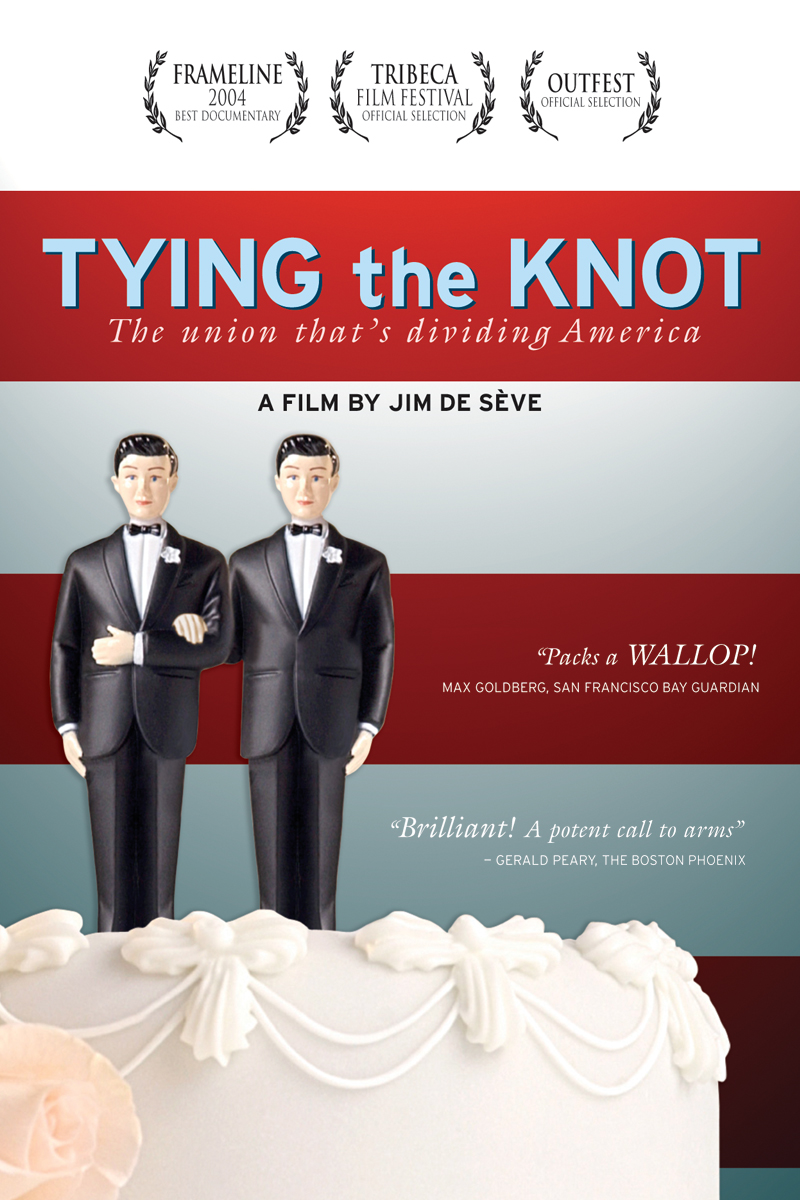 FRAMELINE
2004
BEST DOCUMENTARY
TRIBECA
FILM FESTIVAL
OFFICIAL SELECTION
OUTFEST
OFFICIAL SELECTION
TYING the KNOT
The union that's dividing America
A FILM BY JIM DE SÈVE
“Packs a WALLOP!
MAX GOLDBERG, SAN FRANCISCO BAY GUARDIAN
“Brilliant! A potent call to arms”
– GERALD PEARY, THE BOSTON PHOENIX